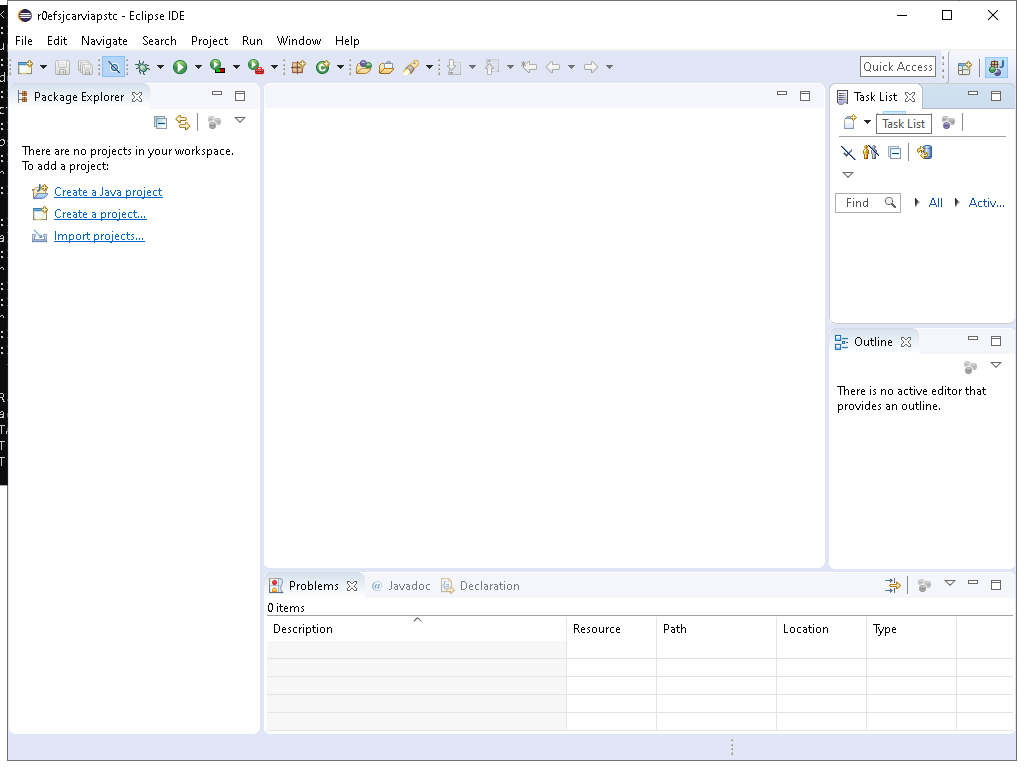 r0efsjcarviapstc - Eclipse IDE
File Edit Navigate Search Project Run Window Help
Quick Access
Package Explorer
Task List
Task List
There are no projects in your workspace.
To add a project:
Create a Java project
Create a project...
Import projects...
Find All Activ...
Outline
There is no active editor that
provides an outline.
Problems @ Javadoc Declaration
0 items
Description Resource Path Location Type